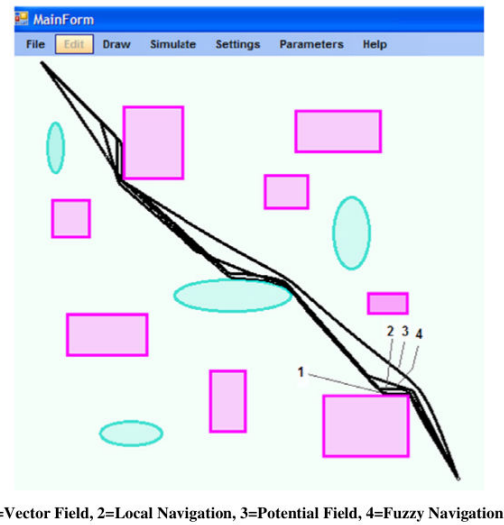 MainForm
File Edit Draw Simulate Settings Parameters Help
2 3 4
1
=Vector Field, 2=Local Navigation, 3=Potential Field, 4=Fuzzy Navigation